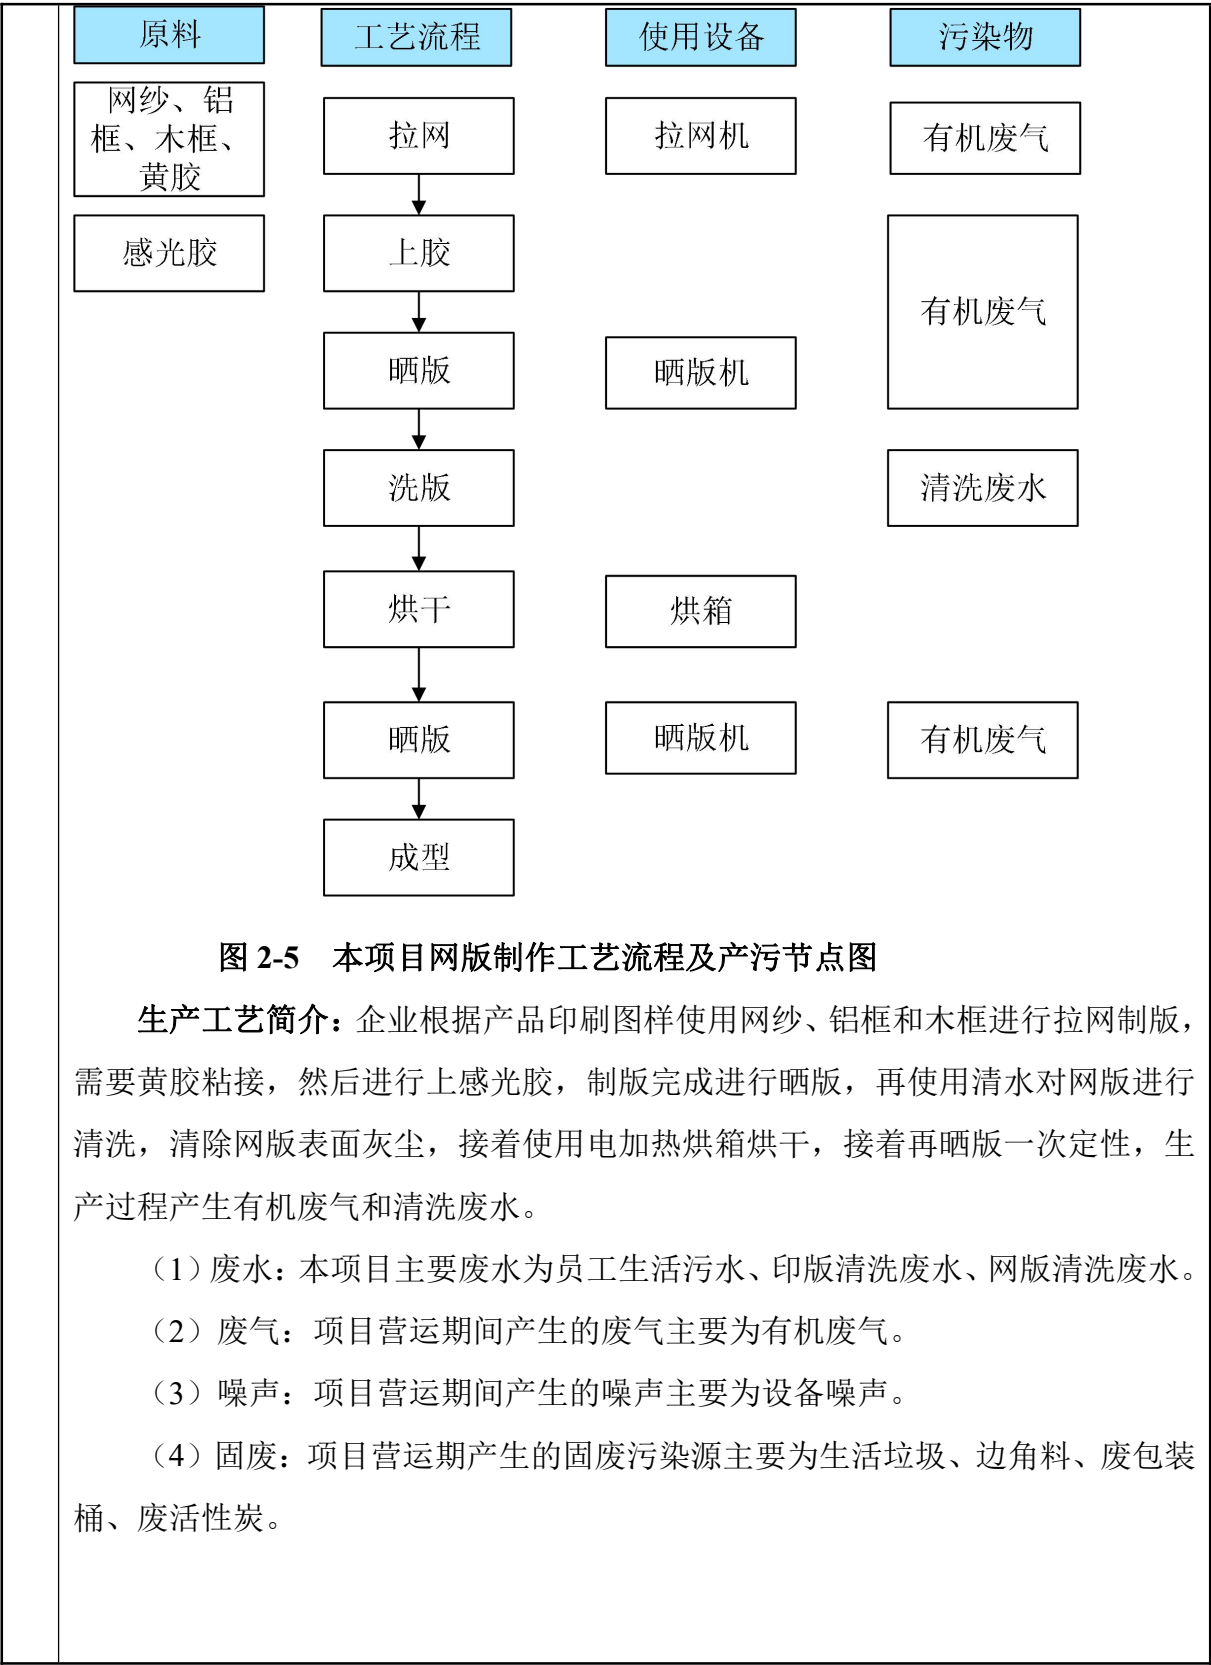 原料
工艺流程
使用设备
污染物
网纱、铝
框、木框、
黄胶
拉网
拉网机
有机废气
感光胶
上胶
有机废气
晒版
晒版机
洗版
清洗废水
烘干
烘箱
晒版
晒版机
有机废气
成型
图 2-5 本项目网版制作工艺流程及产污节点图
生产工艺简介：企业根据产品印刷图样使用网纱、铝框和木框进行拉网制版，
需要黄胶粘接，然后进行上感光胶，制版完成进行晒版，再使用清水对网版进行
清洗，清除网版表面灰尘，接着使用电加热烘箱烘干，接着再晒版一次定性，生
产过程产生有机废气和清洗废水。
（1）废水：本项目主要废水为员工生活污水、印版清洗废水、网版清洗废水。
（2）废气：项目营运期间产生的废气主要为有机废气。
（3）噪声：项目营运期间产生的噪声主要为设备噪声。
（4）固废：项目营运期产生的固废污染源主要为生活垃圾、边角料、废包装
桶、废活性炭。